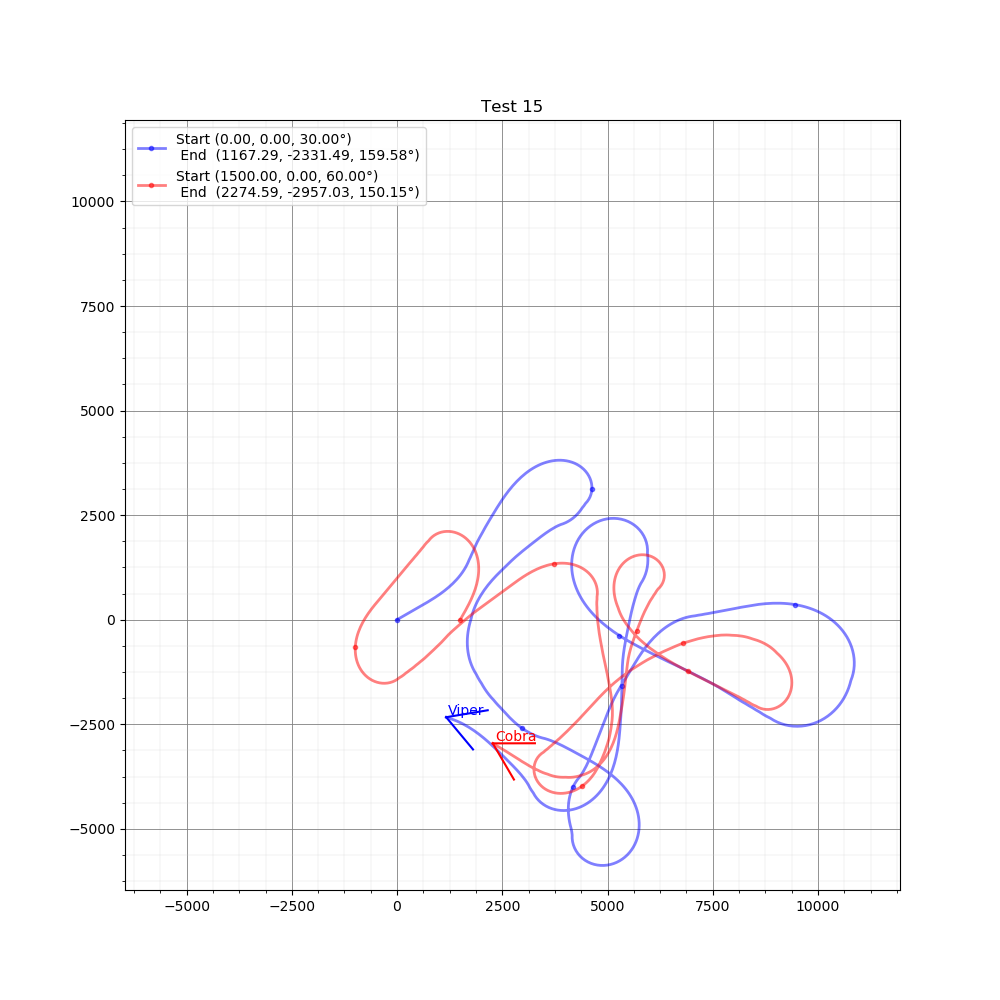 Test 15
Start (0.00, 0.00, 30.00°)
End (1167.29, -2331.49, 159.58°)
Start (1500.00, 0.00, 60.00°)
End (2274.59, -2957.03, 150.15°)
10000
7500
5000
2500
0
−2500
−5000
Viper
Cobra
−5000 −2500 0 2500 5000 7500 10000